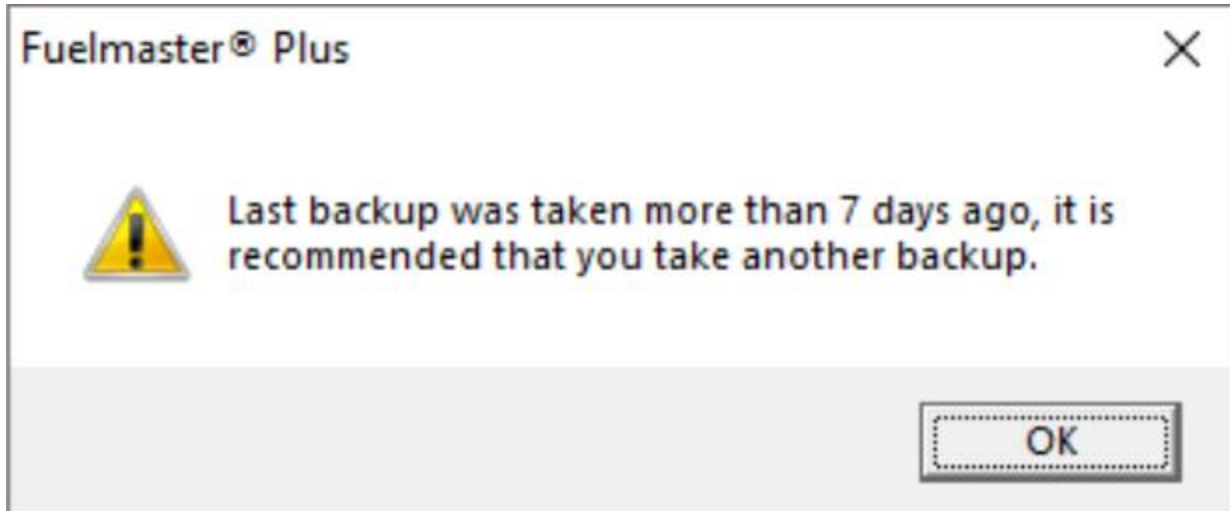 Fuelmaster® Plus
Last backup was taken more than 7 days ago, it is
recommended that you take another backup.
OK